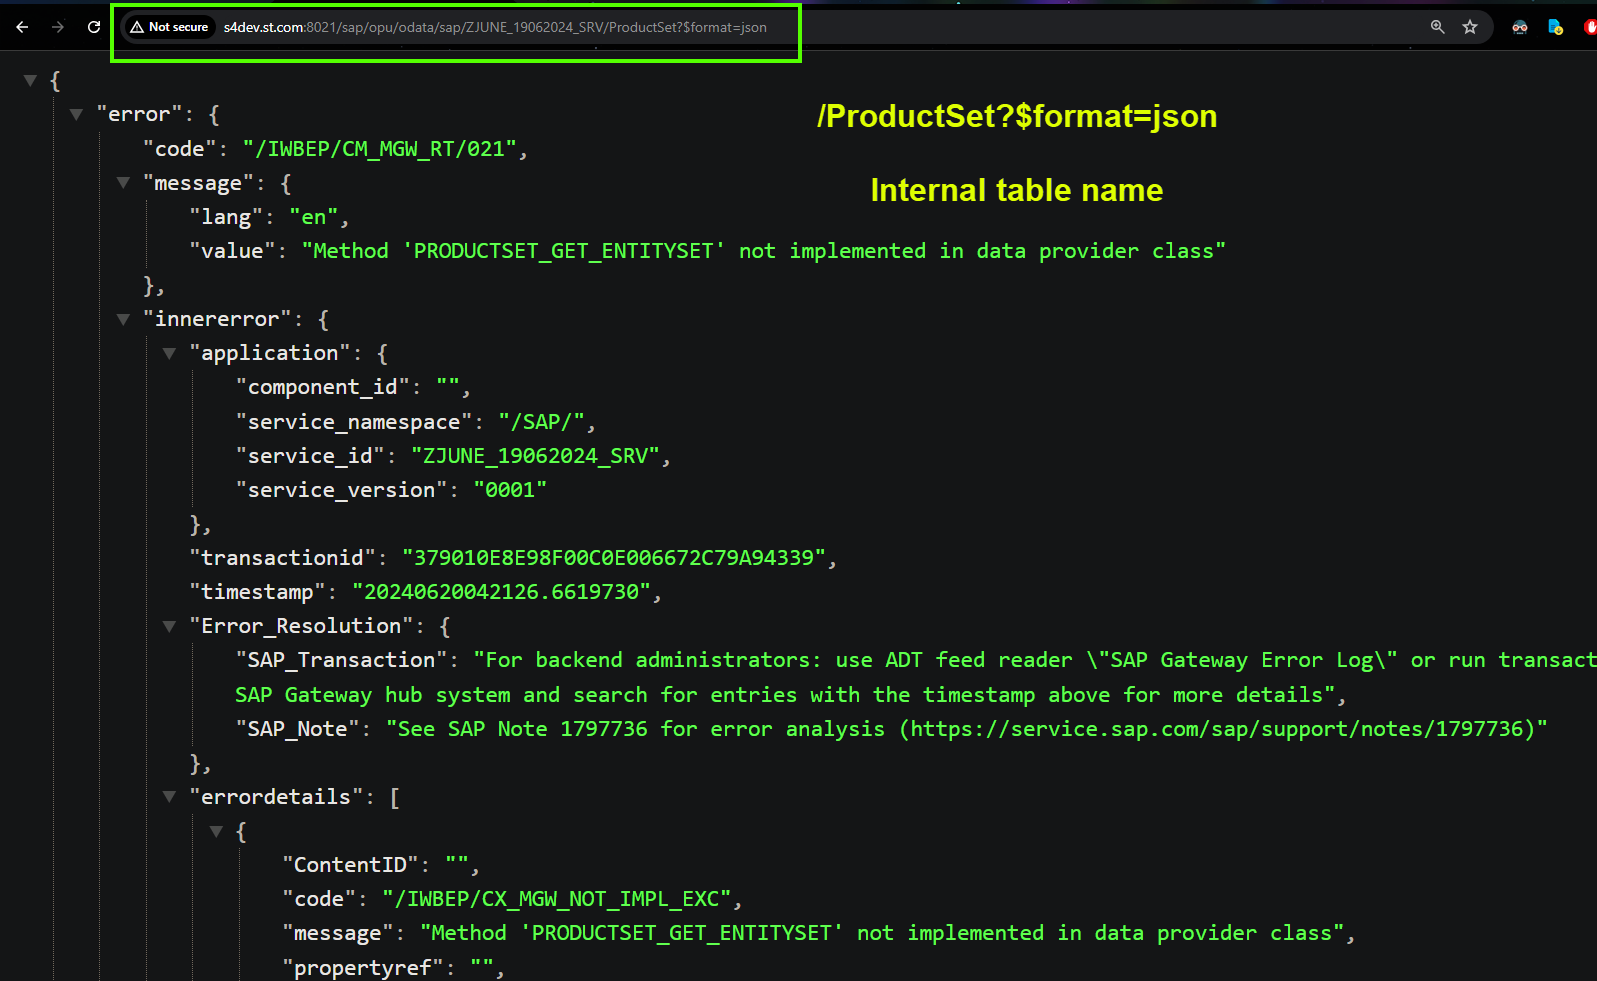 Not secure s4dev.st.com:8021/sap/opu/odata/sap/ZJUNE_19062024_SRV/ProductSet?$format=json
{
"error": {
/ProductSet?$format=json
"code": "/IWBEP/CM_MGW_RT/021",
"message": {
Internal table name
"lang": "en",
"value": "Method 'PRODUCTSET_GET_ENTITYSET' not implemented in data provider class"
},
"innererror": {
"application": {
"component_id": "",
"service_namespace": "/SAP/",
"service_id": "ZJUNE_19062024_SRV",
"service_version": "0001"
},
"transactionid": "379010E8E98F00C0E006672C79A94339",
"timestamp": "20240620042126.6619730",
"Error_Resolution": {
"SAP_Transaction": "For backend administrators: use ADT feed reader \"SAP Gateway Error Log\" or run transact
SAP Gateway hub system and search for entries with the timestamp above for more details",
"SAP_Note": "See SAP Note 1797736 for error analysis (https://service.sap.com/sap/support/notes/1797736)"
},
"errordetails": [
{
"ContentID": "",
"code": "/IWBEP/CX_MGW_NOT_IMPL_EXC",
"message": "Method 'PRODUCTSET_GET_ENTITYSET' not implemented in data provider class",
"propertyref": "",